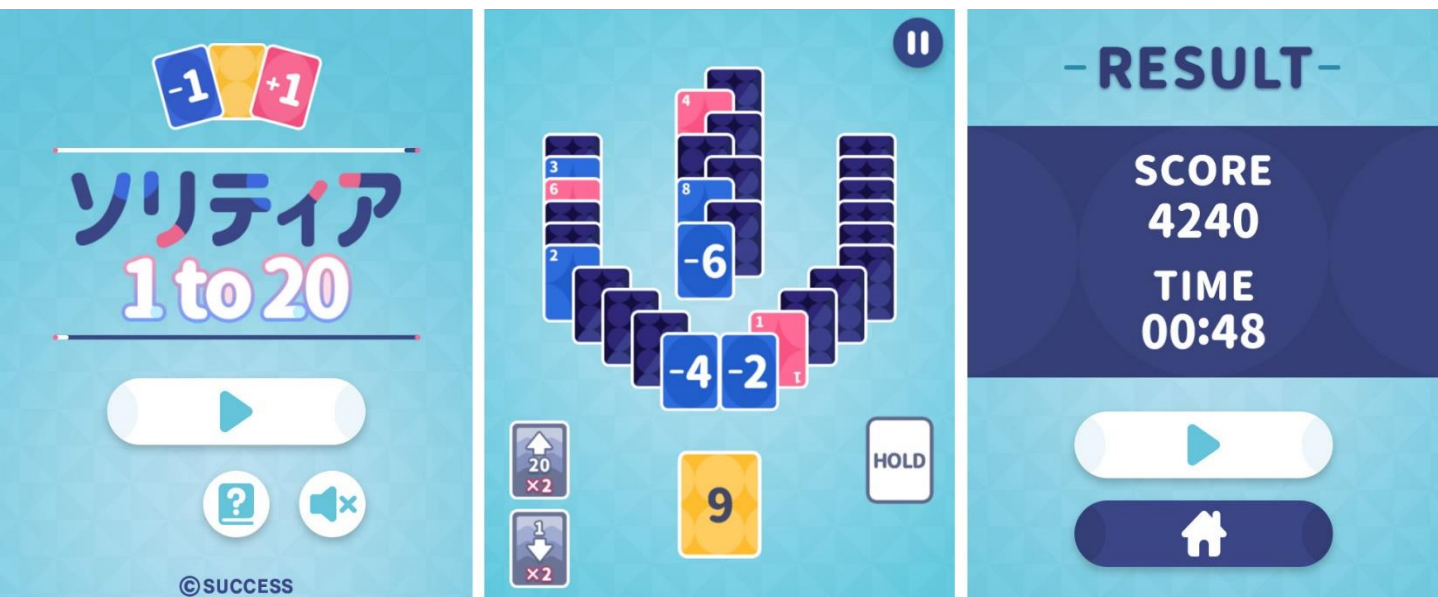 -1
+1
ソリティア
1 to 20
?
©SUCCESS
4
3
6
8
2
-6
1
1
-4
-2
20
×2
HOLD
9
1
×2
-RESULT-
SCORE
4240
TIME
00:48